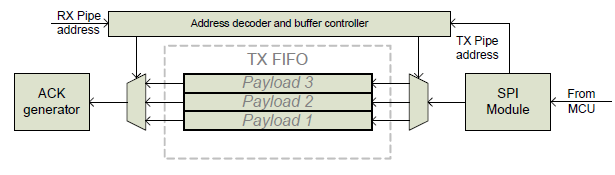 RX Pipe
address
Address decoder and buffer controller
TX Pipe
address
TX FIFO
ACK
generator
Payload 3
Payload 2
Payload 1
SPI
Module
From
MCU